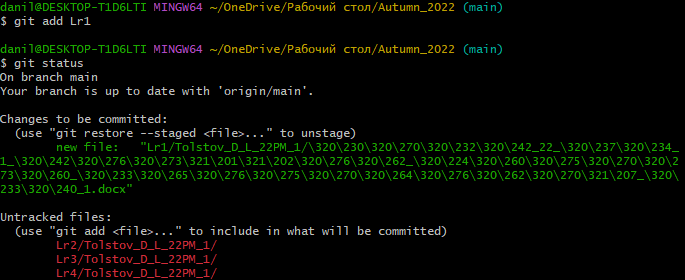 danil@DESKTOP-T1D6LTI MINGW64 ~/OneDrive/Рабочий стол/Autumn_2022 (main)
$ git add Lr1
danil@DESKTOP-T1D6LTI MINGW64 ~/OneDrive/Рабочий стол/Autumn_2022 (main)
$ git status
On branch main
Your branch is up to date with 'origin/main'.
Changes to be committed:
(use "git restore --staged <file>..." to unstage)
new file:   "Lr1/Tolstov_D_L_22PM_1/\320\230\320\270\320\232\320\242_22_\320\237\320\234_
1_\320\242\320\276\320\273\321\201\321\202\320\276\320\262_\320\224\320\260\320\275\320\270\320\2
73\320\260_\320\233\320\265\320\276\320\275\320\270\320\264\320\276\320\262\320\270\321\207_\320\
233\320\240_1.docx"
Untracked files:
(use "git add <file>..." to include in what will be committed)
Lr2/Tolstov_D_L_22PM_1/
Lr3/Tolstov_D_L_22PM_1/
Lr4/Tolstov_D_L_22PM_1/